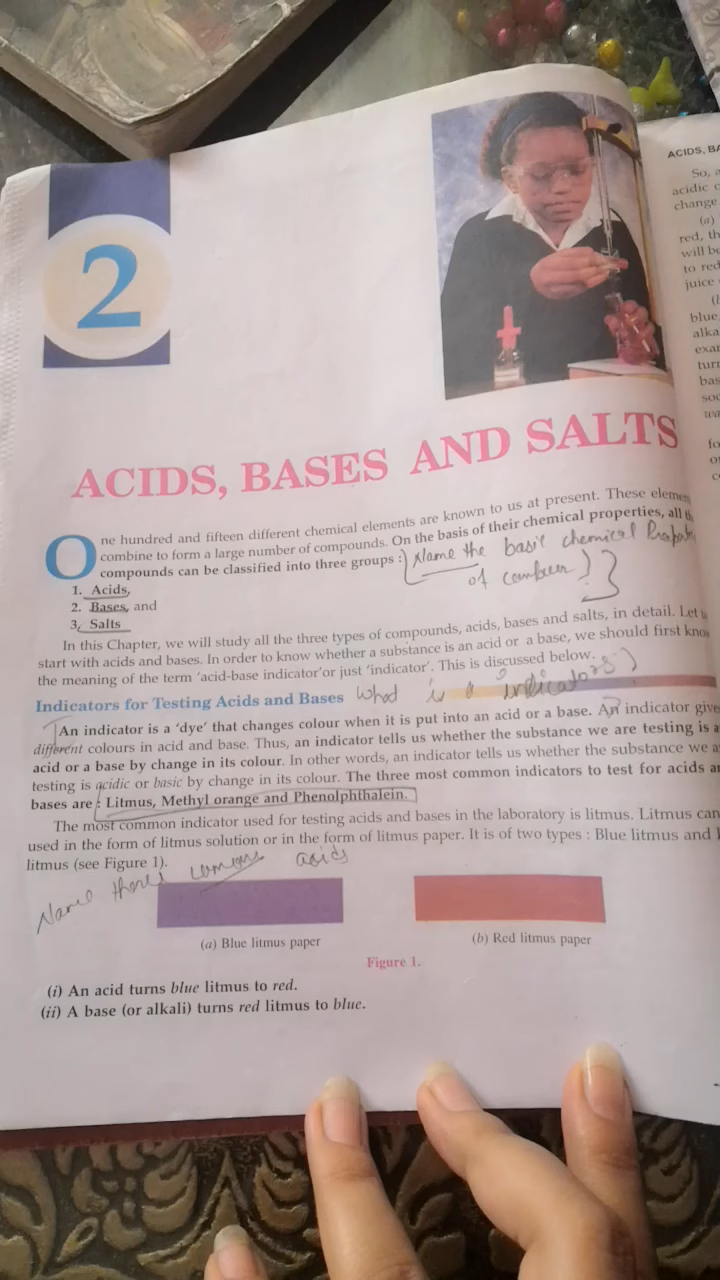 2
ACIDS, BASES AND SALTS
One hundred and fifteen different chemical elements are known to us at present. These
combine to form a large number of compounds. On the basis of their chemical properties, all
compounds can be classified into three groups : Name the basic chemical
of
1. Acids,
2. Bases, and
3. Salts
In this Chapter, we will study all the three types of compounds, acids, bases and salts, in detail. Let
start with acids and bases. In order to know whether a substance is an acid or a base, we should first
the meaning of the term 'acid-base indicator' or just 'indicator'. This is discussed below.
Indicators for Testing Acids and Bases What is a indicators
An indicator is a 'dye' that changes colour when it is put into an acid or a base. An indicator
different colours in acid and base. Thus, an indicator tells us whether the substance we are testing is
acid or a base by change in its colour. In other words, an indicator tells us whether the substance we
testing is acidic or basic by change in its colour. The three most common indicators to test for acids
bases are : Litmus, Methyl orange and Phenolphthalein.
The most common indicator used for testing acids and bases in the laboratory is litmus. Litmus can
used in the form of litmus solution or in the form of litmus paper. It is of two types : Blue litmus and
litmus (see Figure 1).
Name three acids
(a) Blue litmus paper
(b) Red litmus paper
Figure 1.
(i) An acid turns blue litmus to red.
(ii) A base (or alkali) turns red litmus to blue.
ACIDS,
So,
acidic
change
(a)
red,
will
to red
juice
blue